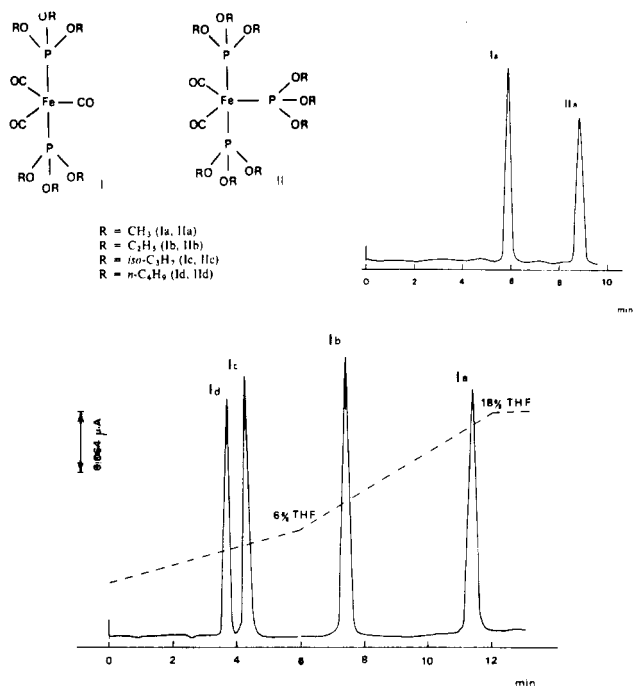 OR
RO OR
P
OC
Fe — CO
OC
P
RO OR
OR
I
OR
RO OR
P
OR
OC
Fe — P
OR
OC
OR
P
RO OR
OR
II
R = CH₃ (Ia, IIa)
R = C₂H₅ (Ib, IIb)
R = iso-C₃H₇ (Ic, IIc)
R = n-C₄H₉ (Id, IId)
Ia
IIa
0 2 4 6 8 10
min
Id
Ic
Ib
Ia
6% THF
18% THF
μA
0 2 4 6 8 10 12
min